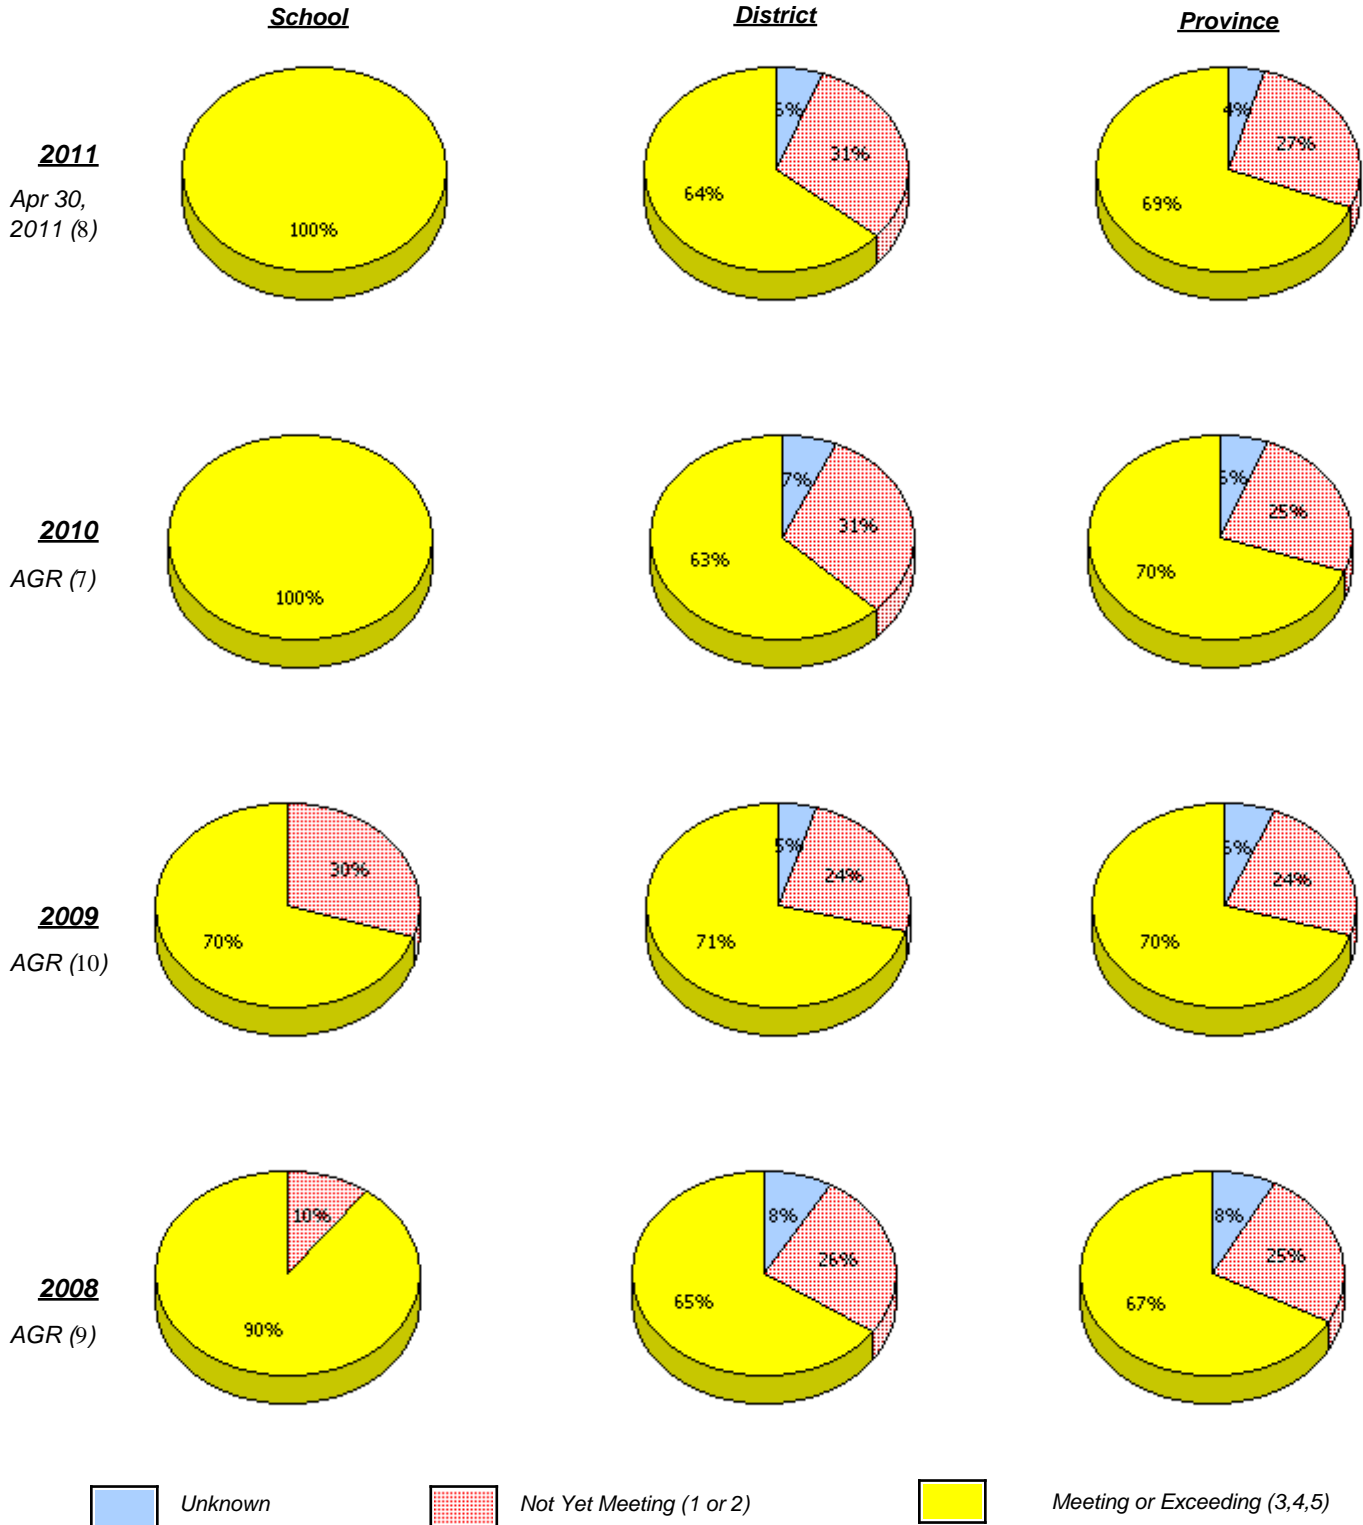 School District Province
2011
Apr 30,
2011 (8)
100%
6% 31% 64%
4% 27% 69%
2010
AGR (7)
100%
7% 31% 63%
6% 25% 70%
2009
AGR (10)
30% 70%
5% 24% 71%
6% 24% 70%
2008
AGR (9)
10% 90%
8% 26% 65%
8% 25% 67%
Unknown Not Yet Meeting (1 or 2) Meeting or Exceeding (3,4,5)